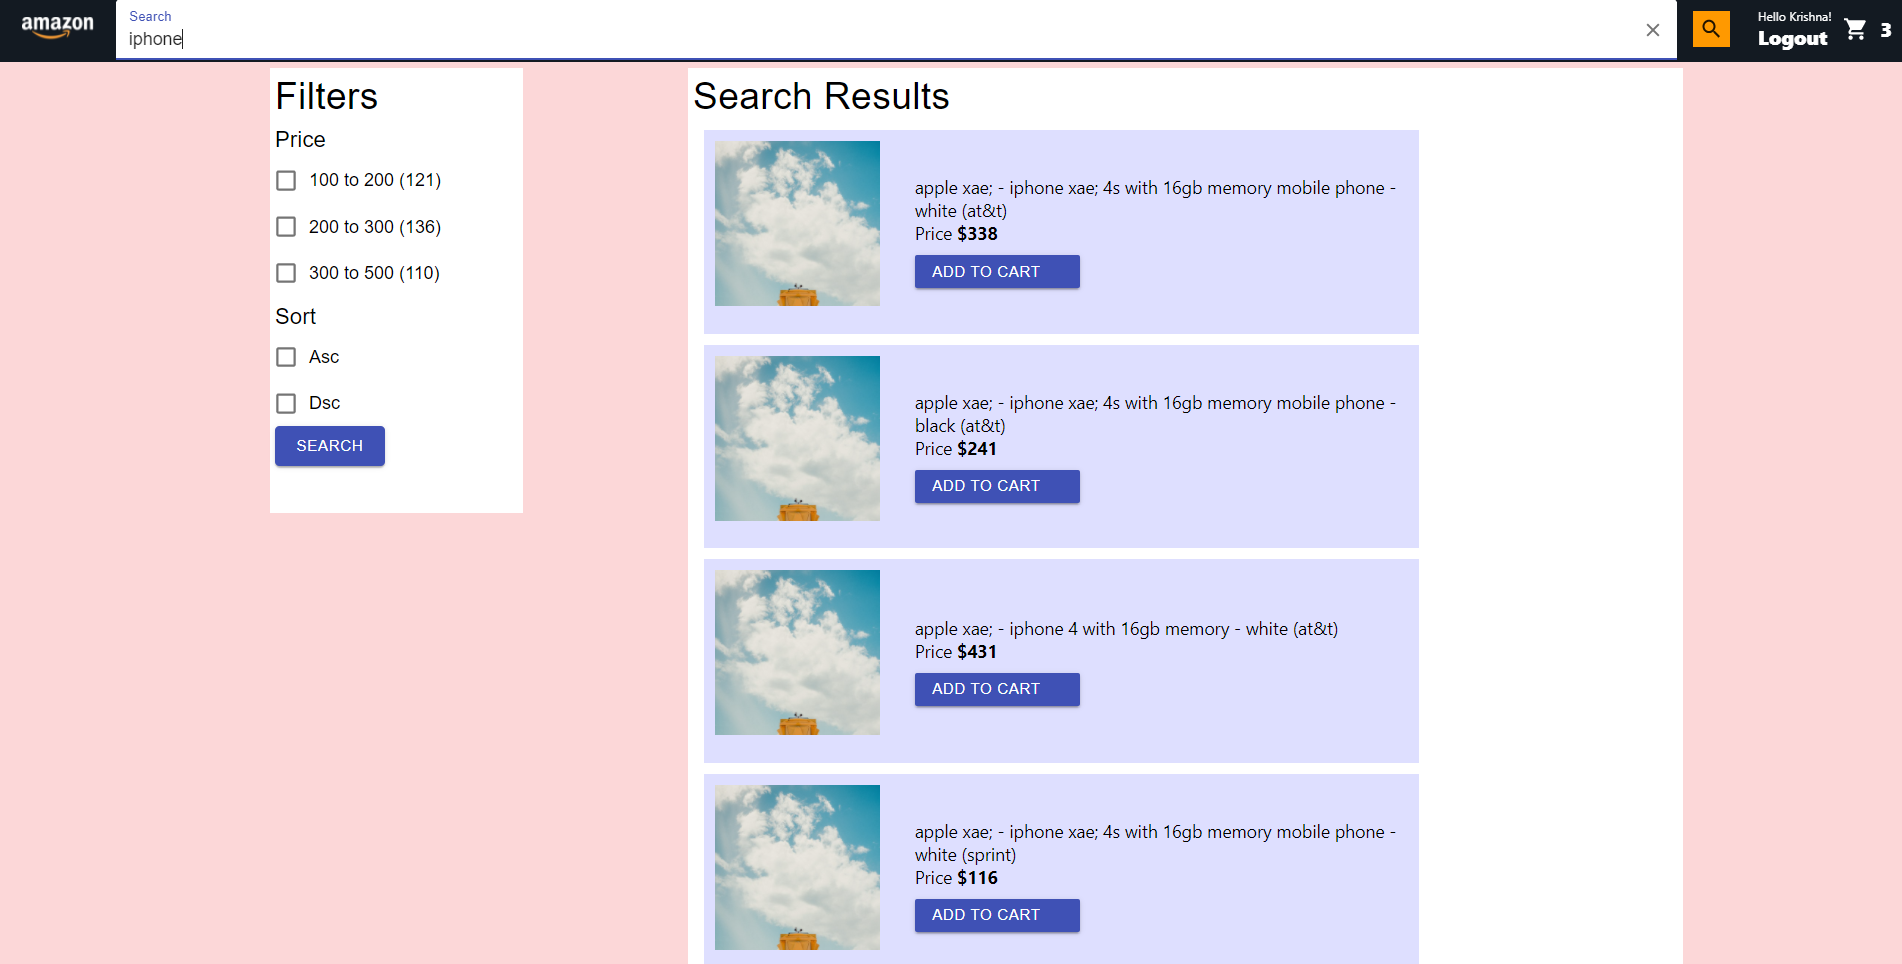 amazon
Search
iphone
Hello Krishna!
Logout
3
Filters
Price
100 to 200 (121)
200 to 300 (136)
300 to 500 (110)
Sort
Asc
Dsc
SEARCH
Search Results
apple xae; - iphone xae; 4s with 16gb memory mobile phone -
white (at&t)
Price $338
ADD TO CART
apple xae; - iphone xae; 4s with 16gb memory mobile phone -
black (at&t)
Price $241
ADD TO CART
apple xae; - iphone 4 with 16gb memory - white (at&t)
Price $431
ADD TO CART
apple xae; - iphone xae; 4s with 16gb memory mobile phone -
white (sprint)
Price $116
ADD TO CART